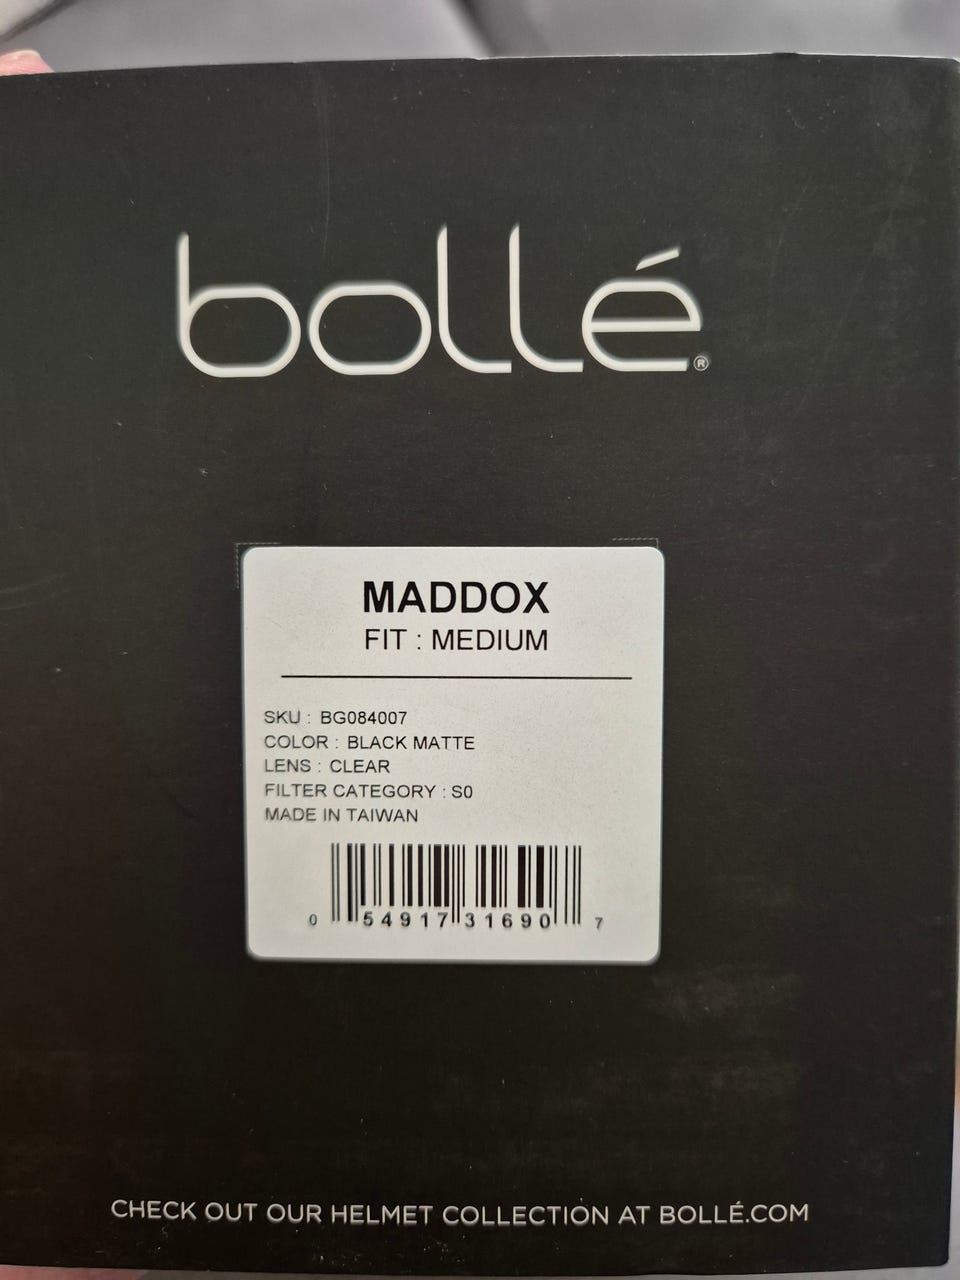 bollé®
MADDOX
FIT : MEDIUM
SKU : BG084007
COLOR : BLACK MATTE
LENS : CLEAR
FILTER CATEGORY : S0
MADE IN TAIWAN
0 54917 31690 7
CHECK OUT OUR HELMET COLLECTION AT BOLLÉ.COM